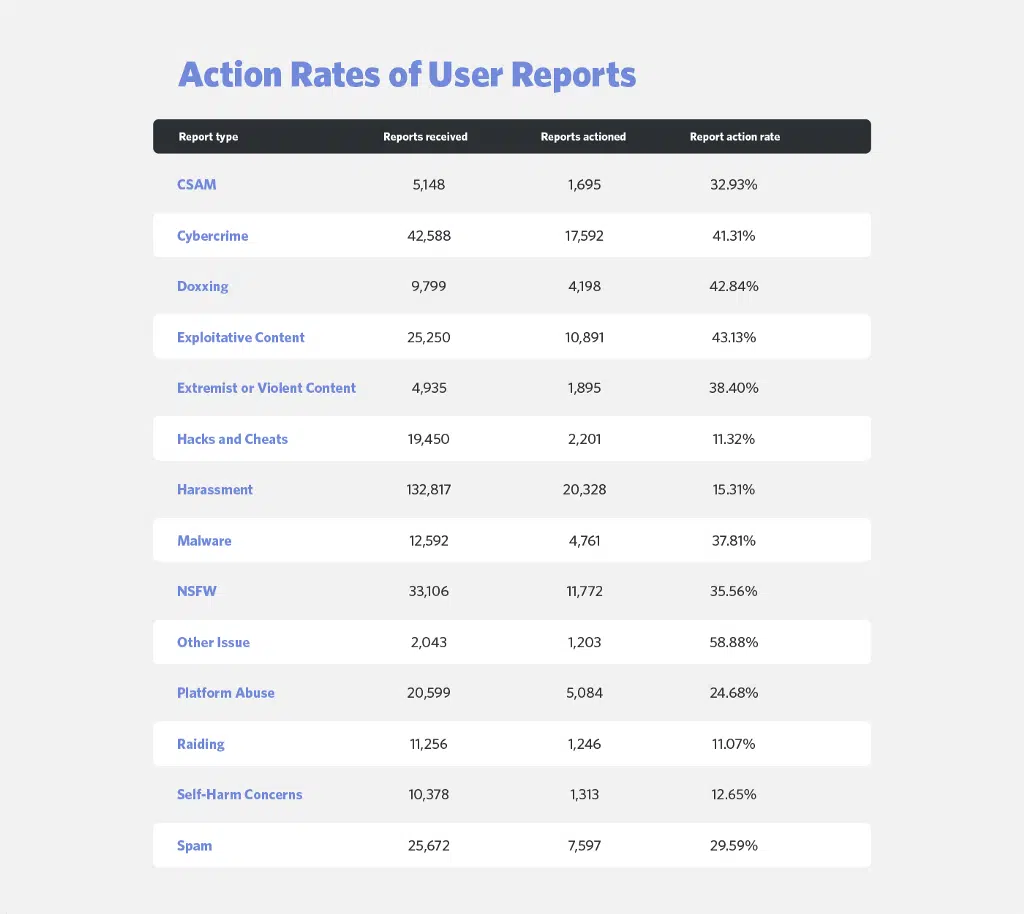 Action Rates of User Reports
Report type Reports received Reports actioned Report action rate
CSAM 5,148 1,695 32.93%
Cybercrime 42,588 17,592 41.31%
Doxxing 9,799 4,198 42.84%
Exploitative Content 25,250 10,891 43.13%
Extremist or Violent Content 4,935 1,895 38.40%
Hacks and Cheats 19,450 2,201 11.32%
Harassment 132,817 20,328 15.31%
Malware 12,592 4,761 37.81%
NSFW 33,106 11,772 35.56%
Other Issue 2,043 1,203 58.88%
Platform Abuse 20,599 5,084 24.68%
Raiding 11,256 1,246 11.07%
Self-Harm Concerns 10,378 1,313 12.65%
Spam 25,672 7,597 29.59%